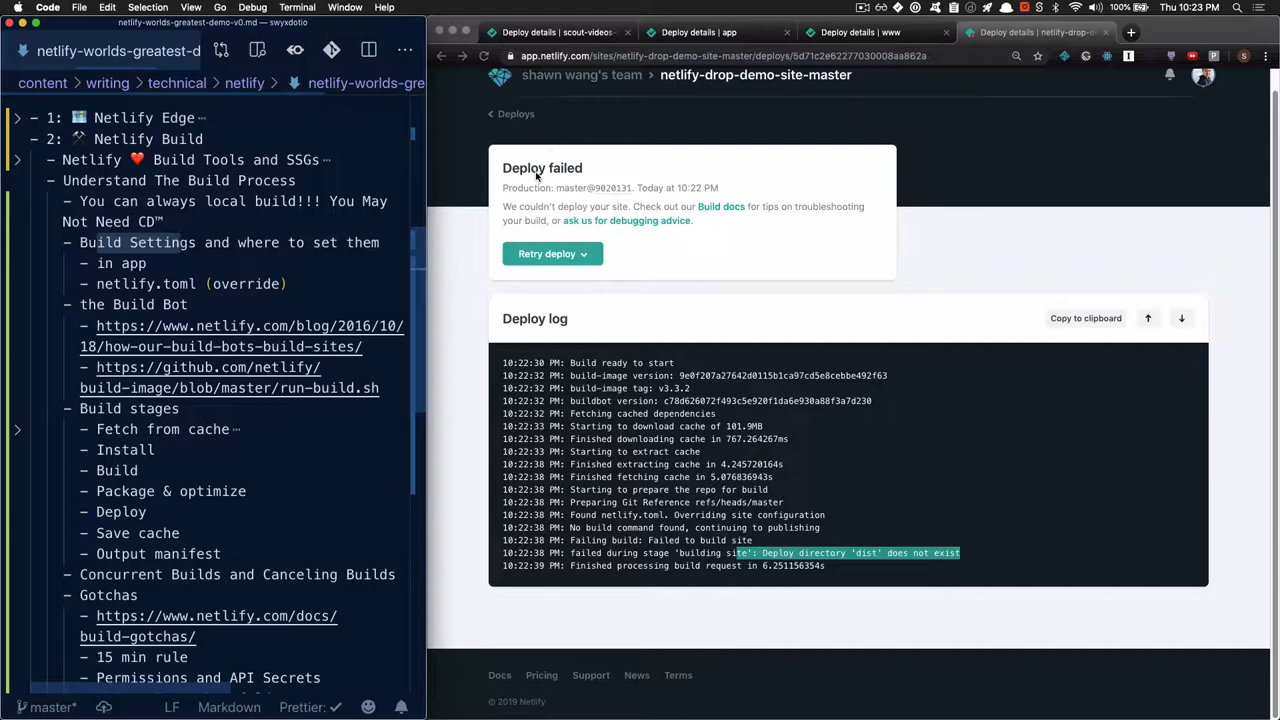 Code File Edit Selection View Go Debug Terminal Window Help
Thu 10:23 PM
netlify-worlds-greatest-demo-v0.md — swyxdotio
netlify-worlds-greatest-d
content › writing › technical › netlify › netlify-worlds-gre
- 1: Netlify Edge…
- 2: Netlify Build
- Netlify ❤️ Build Tools and SSGs…
- Understand The Build Process
- You can always local build!!! You May
Not Need CD™
- Build Settings and where to set them
- in app
- netlify.toml (override)
- the Build Bot
- https://www.netlify.com/blog/2016/10/
18/how-our-build-bots-build-sites/
- https://github.com/netlify/
build-image/blob/master/run-build.sh
- Build stages
- Fetch from cache…
- Install
- Build
- Package & optimize
- Deploy
- Save cache
- Output manifest
- Concurrent Builds and Canceling Builds
- Gotchas
- https://www.netlify.com/docs/
build-gotchas/
- 15 min rule
- Permissions and API Secrets
master* LF Markdown Prettier: ✓
Deploy details | scout-videos- × Deploy details | app × Deploy details | www × Deploy details | netlify-drop-de ×
app.netlify.com/sites/netlify-drop-demo-site-master/deploys/5d71c2e62277030008aa862a
shawn wang's team › netlify-drop-demo-site-master
‹ Deploys
Deploy failed
Production: master@9020131. Today at 10:22 PM
We couldn't deploy your site. Check out our Build docs for tips on troubleshooting
your build, or ask us for debugging advice.
Retry deploy
Deploy log
Copy to clipboard ↑ ↓
10:22:30 PM: Build ready to start
10:22:32 PM: build-image version: 9e0f207a27642d0115b1ca97cd5e8cebbe492f63
10:22:32 PM: build-image tag: v3.3.2
10:22:32 PM: buildbot version: c78d626072f493c5e920f1da6e930a88f3a7d230
10:22:32 PM: Fetching cached dependencies
10:22:33 PM: Starting to download cache of 101.9MB
10:22:33 PM: Finished downloading cache in 767.264267ms
10:22:33 PM: Starting to extract cache
10:22:38 PM: Finished extracting cache in 4.245720164s
10:22:38 PM: Finished fetching cache in 5.076836943s
10:22:38 PM: Starting to prepare the repo for build
10:22:38 PM: Preparing Git Reference refs/heads/master
10:22:38 PM: Found netlify.toml. Overriding site configuration
10:22:38 PM: No build command found, continuing to publishing
10:22:38 PM: Failing build: Failed to build site
10:22:38 PM: failed during stage 'building site': Deploy directory 'dist' does not exist
10:22:39 PM: Finished processing build request in 6.251156354s
Docs Pricing Support News Terms
© 2019 Netlify